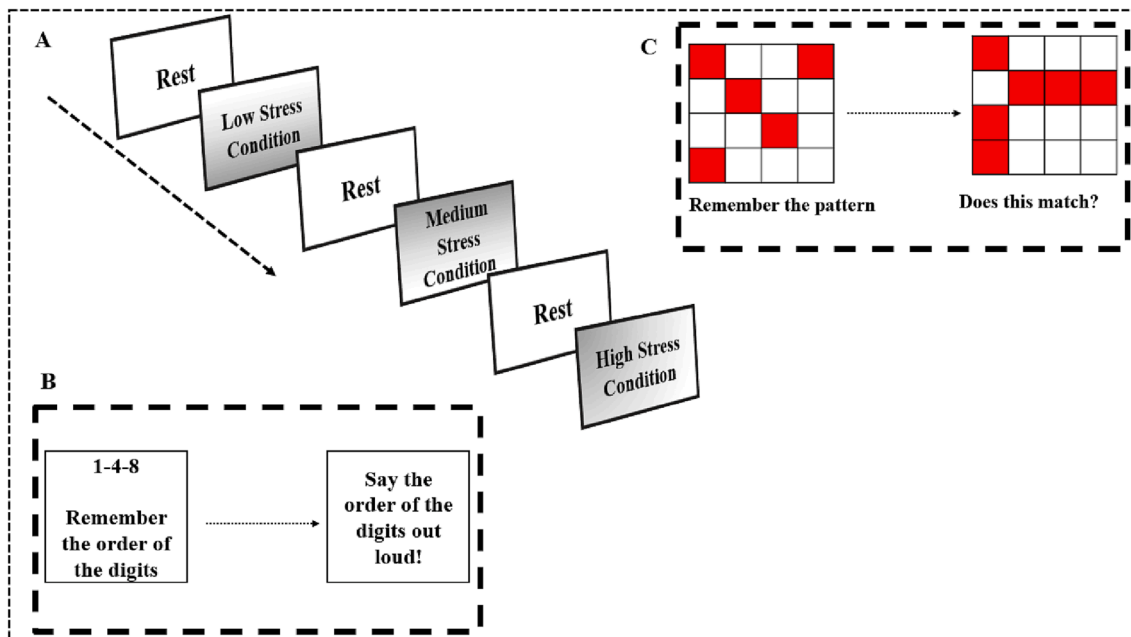 A
Rest
Low Stress
Condition
Rest
Medium
Stress
Condition
Rest
High Stress
Condition
B
1-4-8
Remember
the order of
the digits
Say the
order of the
digits out
loud!
C
Remember the pattern
Does this match?